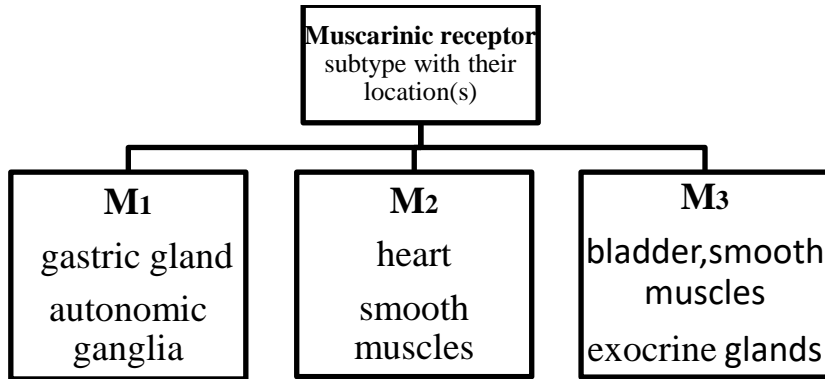 Muscarinic receptor
subtype with their
location(s)
M1
gastric gland
autonomic
ganglia
M2
heart
smooth
muscles
M3
bladder,smooth
muscles
exocrine glands